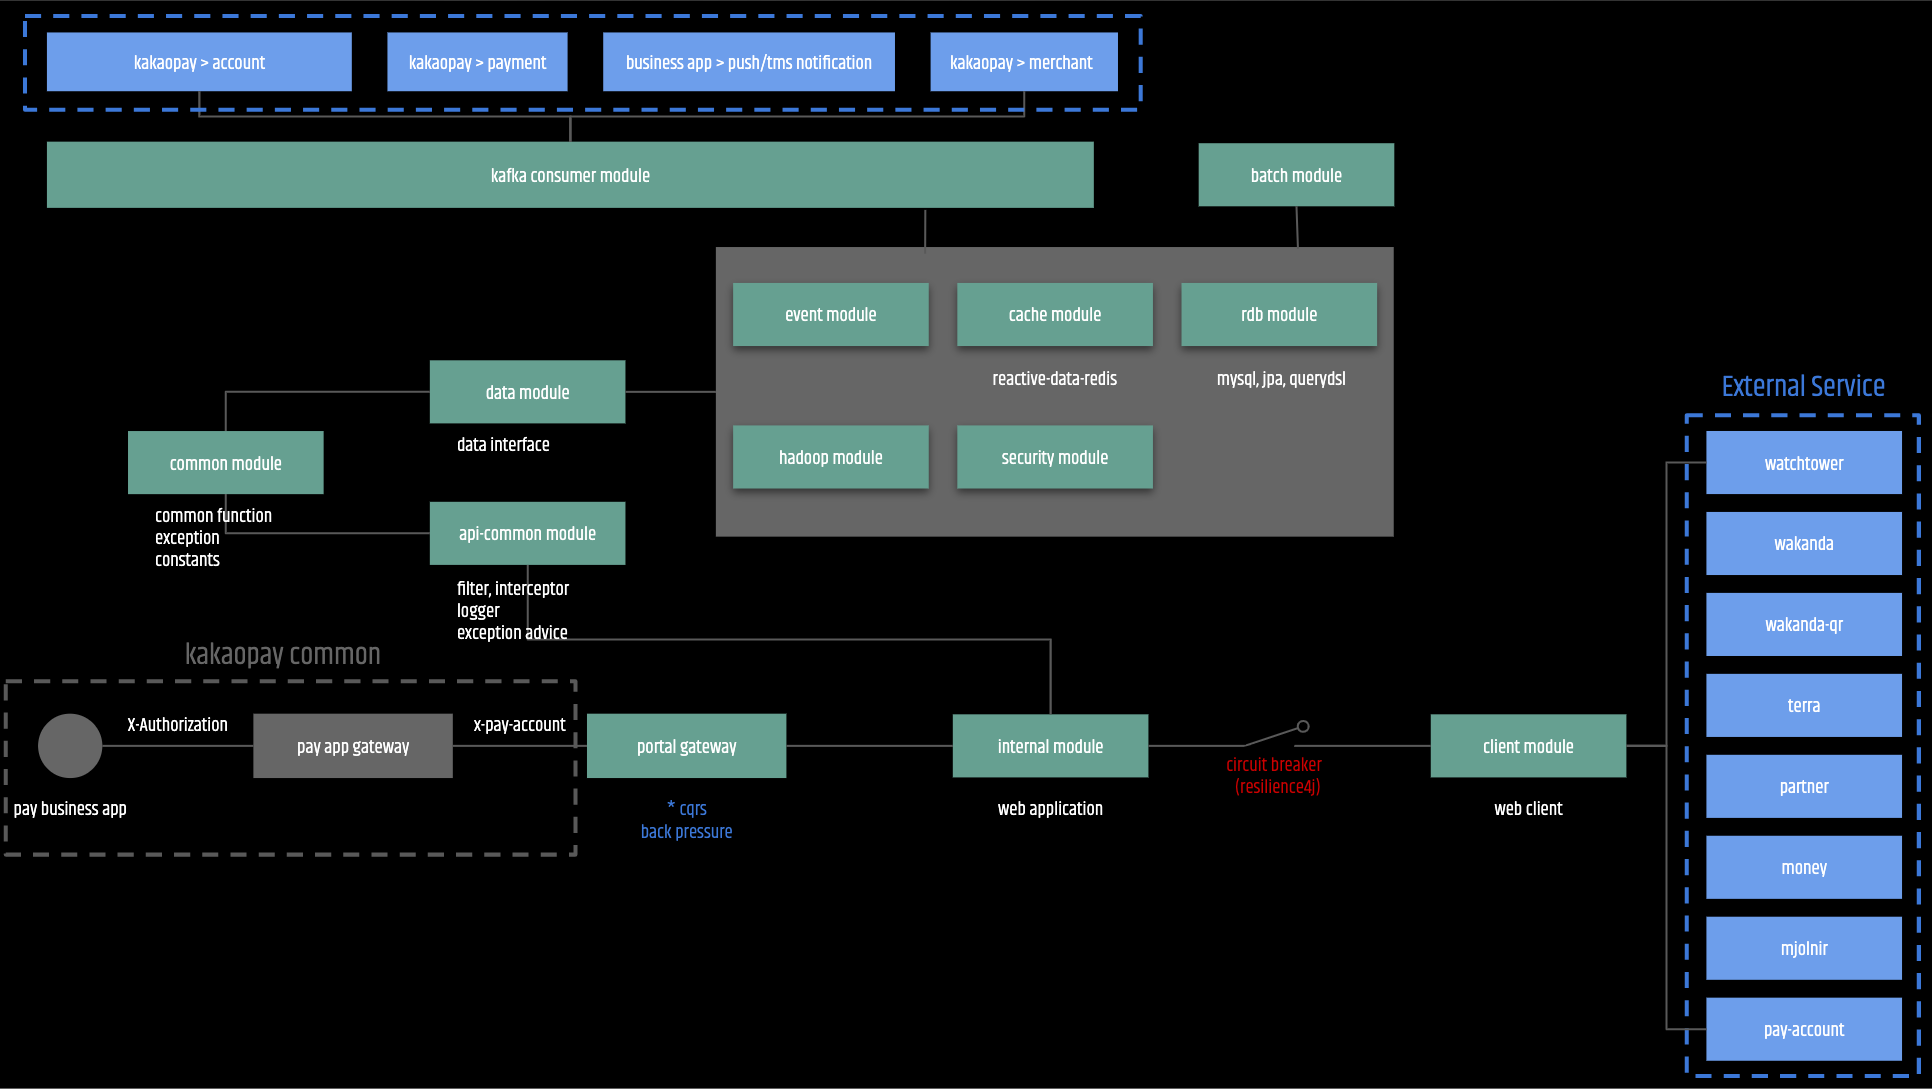 kakaopay > account
kakaopay > payment
business app > push/tms notification
kakaopay > merchant
kafka consumer module
batch module
event module
cache module
rdb module
reactive-data-redis
mysql, jpa, querydsl
data module
data interface
hadoop module
security module
common module
common function
exception
constants
api-common module
filter, interceptor
logger
exception advice
External Service
watchtower
wakanda
wakanda-qr
terra
partner
money
mjolnir
pay-account
kakaopay common
X-Authorization
pay app gateway
x-pay-account
pay business app
portal gateway
* cqrs
back pressure
internal module
web application
circuit breaker
(resilience4j)
client module
web client